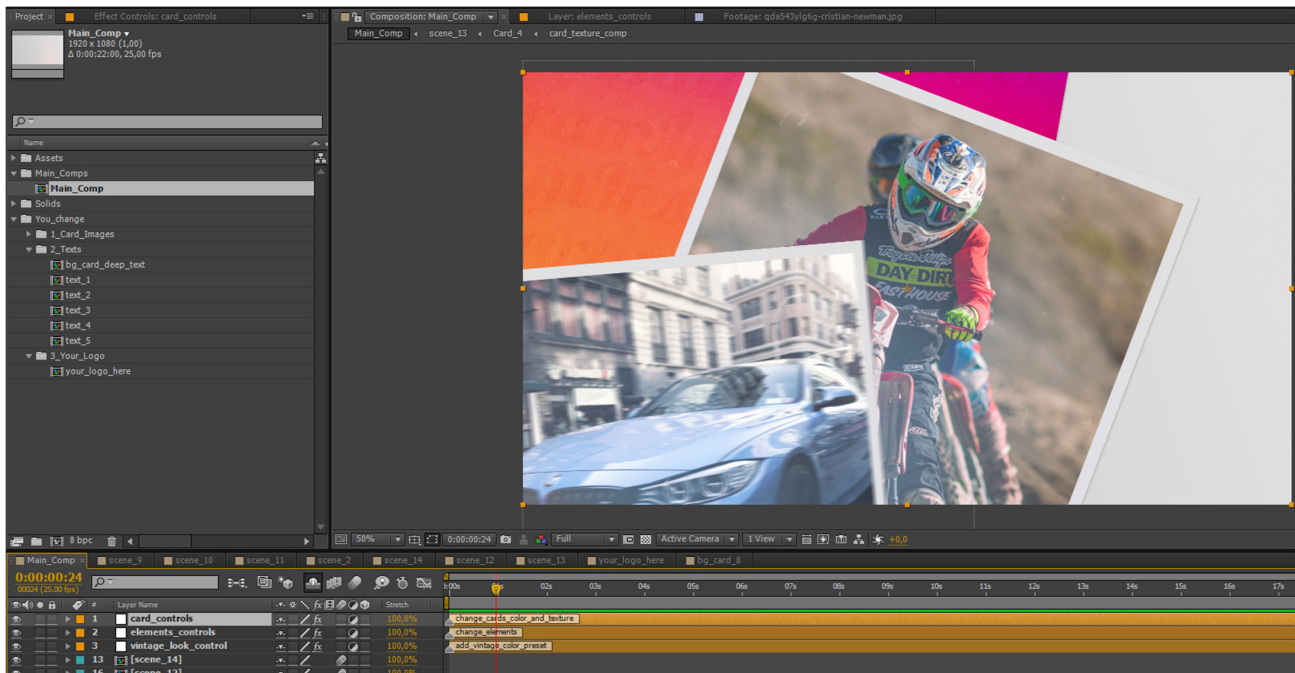 Project × Effect Controls: card_controls
Main_Comp
1920 x 1080 (1,00)
Δ 0:00:22:00, 25,00 fps
Name
Assets
Main_Comps
Main_Comp
Solids
You_change
1_Card_Images
2_Texts
bg_card_deep_text
text_1
text_2
text_3
text_4
text_5
3_Your_Logo
your_logo_here
8 bpc
Composition: Main_Comp × Layer: elements_controls Footage: qda543ylg6g-cristian-newman.jpg
Main_Comp scene_13 Card_4 card_texture_comp
DAY DIRT
FASTHOUSE
50% 0:00:00:24 Full Active Camera 1 View +0,0
Main_Comp × scene_9 scene_10 scene_11 scene_2 scene_14 scene_12 scene_13 your_logo_here bg_card_8
0:00:00:24
00024 (25.00 fps)
02s 03s 04s 05s 06s 07s 08s 09s 10s 11s 12s 13s 14s 15s 16s 17s
# Layer Name fx Stretch
1 card_controls fx 100,0% change_cards_color_and_texture
2 elements_controls fx 100,0% change_elements
3 vintage_look_control fx 100,0% add_vintage_color_preset
13 [scene_14] 100,0%